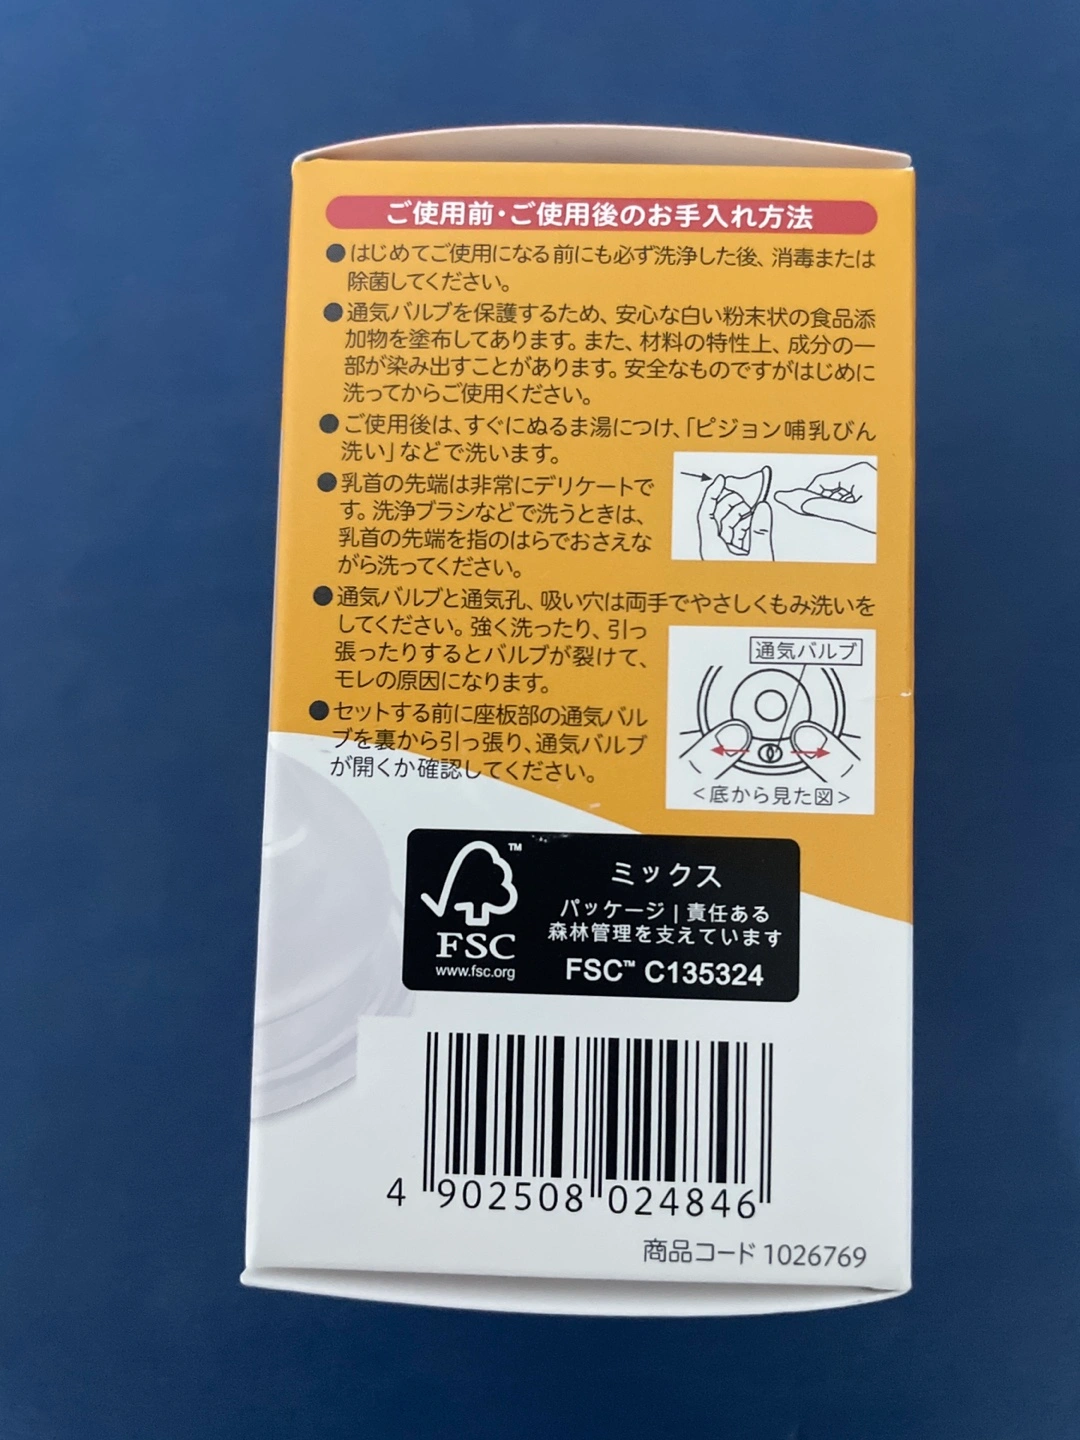 ご使用前・ご使用後のお手入れ方法
●はじめてご使用になる前にも必ず洗浄した後、消毒または
除菌してください。
●通気バルブを保護するため、安心な白い粉末状の食品添
加物を塗布してあります。また、材料の特性上、成分の一
部が染み出すことがあります。安全なものですがはじめに
洗ってからご使用ください。
●ご使用後は、すぐにぬるま湯につけ、「ピジョン哺乳びん
洗い」などで洗います。
●乳首の先端は非常にデリケートで
す。洗浄ブラシなどで洗うときは、
乳首の先端を指のはらでおさえな
がら洗ってください。
●通気バルブと通気孔、吸い穴は両手でやさしくもみ洗いを
してください。強く洗ったり、引っ
張ったりするとバルブが裂けて、
モレの原因になります。
●セットする前に座板部の通気バル
ブを裏から引っ張り、通気バルブ
が開くか確認してください。
通気バルブ
<底から見た図>
FSC
™
www.fsc.org
ミックス
パッケージ | 責任ある
森林管理を支えています
FSC™ C135324
4 902508 024846
商品コード 1026769